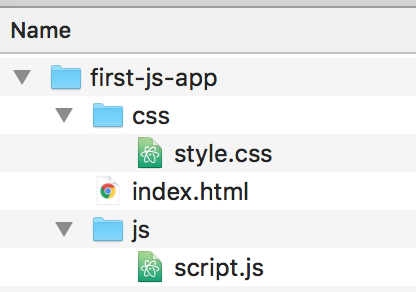 Name
first-js-app
css
style.css
index.html
js
script.js